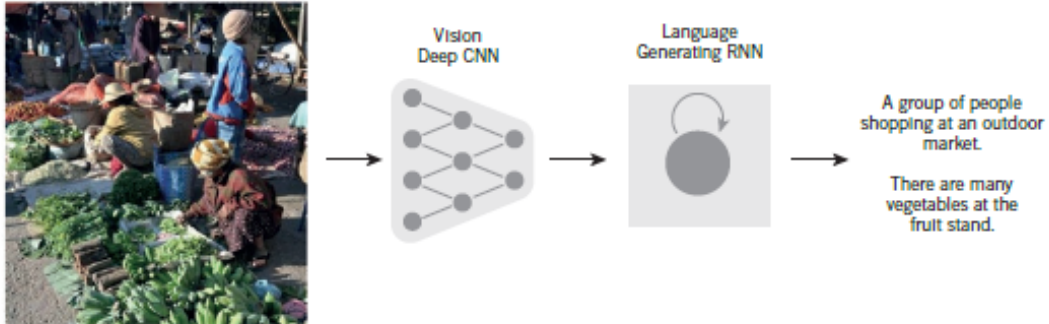 Vision
Deep CNN
Language
Generating RNN
A group of people
shopping at an outdoor
market.
There are many
vegetables at the
fruit stand.